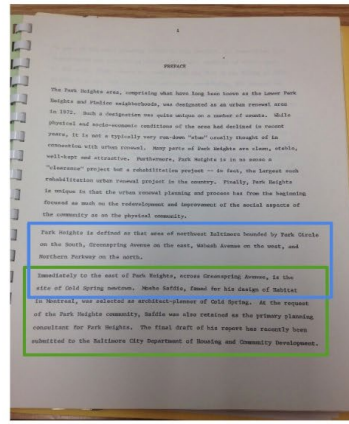 PREFACE
The Park Heights area, comprising what have long been known as the Lower Park
Heights and Pimlico neighborhoods, was designated as an urban renewal area
in 1972. Such a designation was quite unique on a number of counts. While
physical and socio-economic conditions of the area had declined in recent
years, it is not a typically very run-down "slum" usually thought of in
connection with urban renewal. Many parts of Park Heights are clean, stable,
well-kept and attractive. Furthermore, Park Heights is in no sense a
"clearance" project but a rehabilitation project -- in fact, the largest such
rehabilitation urban renewal project in the country. Finally, Park Heights
is unique in that the urban renewal planning and process has from the beginning
focused as much on the redevelopment and improvement of the social aspects of
the community as on the physical community.
Park Heights is defined as that area of northwest Baltimore bounded by Park Circle
on the South, Greenspring Avenue on the east, Wabash Avenue on the west, and
Northern Parkway on the north.
Immediately to the east of Park Heights, across Greenspring Avenue, is the
site of Cold Spring newtown. Moshe Safdie, famed for his design of Habitat
in Montreal, was selected as architect-planner of Cold Spring. At the request
of the Park Heights community, Safdie was also retained as the primary planning
consultant for Park Heights. The final draft of his report has recently been
submitted to the Baltimore City Department of Housing and Community Development.